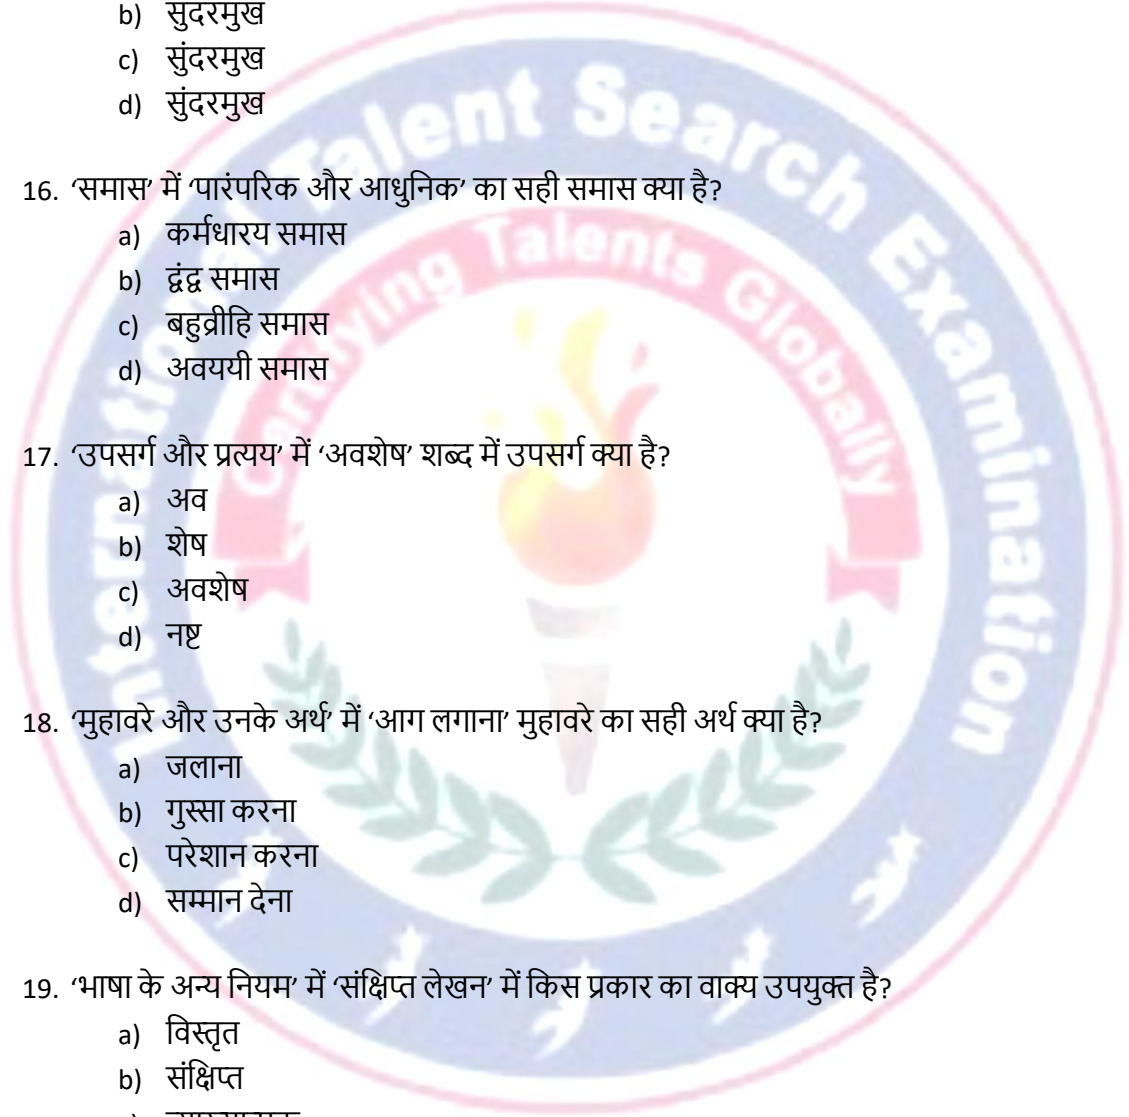 b) सुंदरमुख
c) सुंदरमुख
d) सुंदरमुख
16. ‘समास’ में ‘पारंपरिक और आधुनिक’ का सही समास क्या है?
a) कर्मधारय समास
b) द्वंद्व समास
c) बहुव्रीहि समास
d) अवययी समास
17. ‘उपसर्ग और प्रत्यय’ में ‘अवशेष’ शब्द में उपसर्ग क्या है?
a) अव
b) शेष
c) अवशेष
d) नष्ट
18. ‘मुहावरे और उनके अर्थ’ में ‘आग लगाना’ मुहावरे का सही अर्थ क्या है?
a) जलाना
b) गुस्सा करना
c) परेशान करना
d) सम्मान देना
19. ‘भाषा के अन्य नियम’ में ‘संक्षिप्त लेखन’ में किस प्रकार का वाक्य उपयुक्त है?
a) विस्तृत
b) संक्षिप्त
International Talent Search Examination
Talents Globally